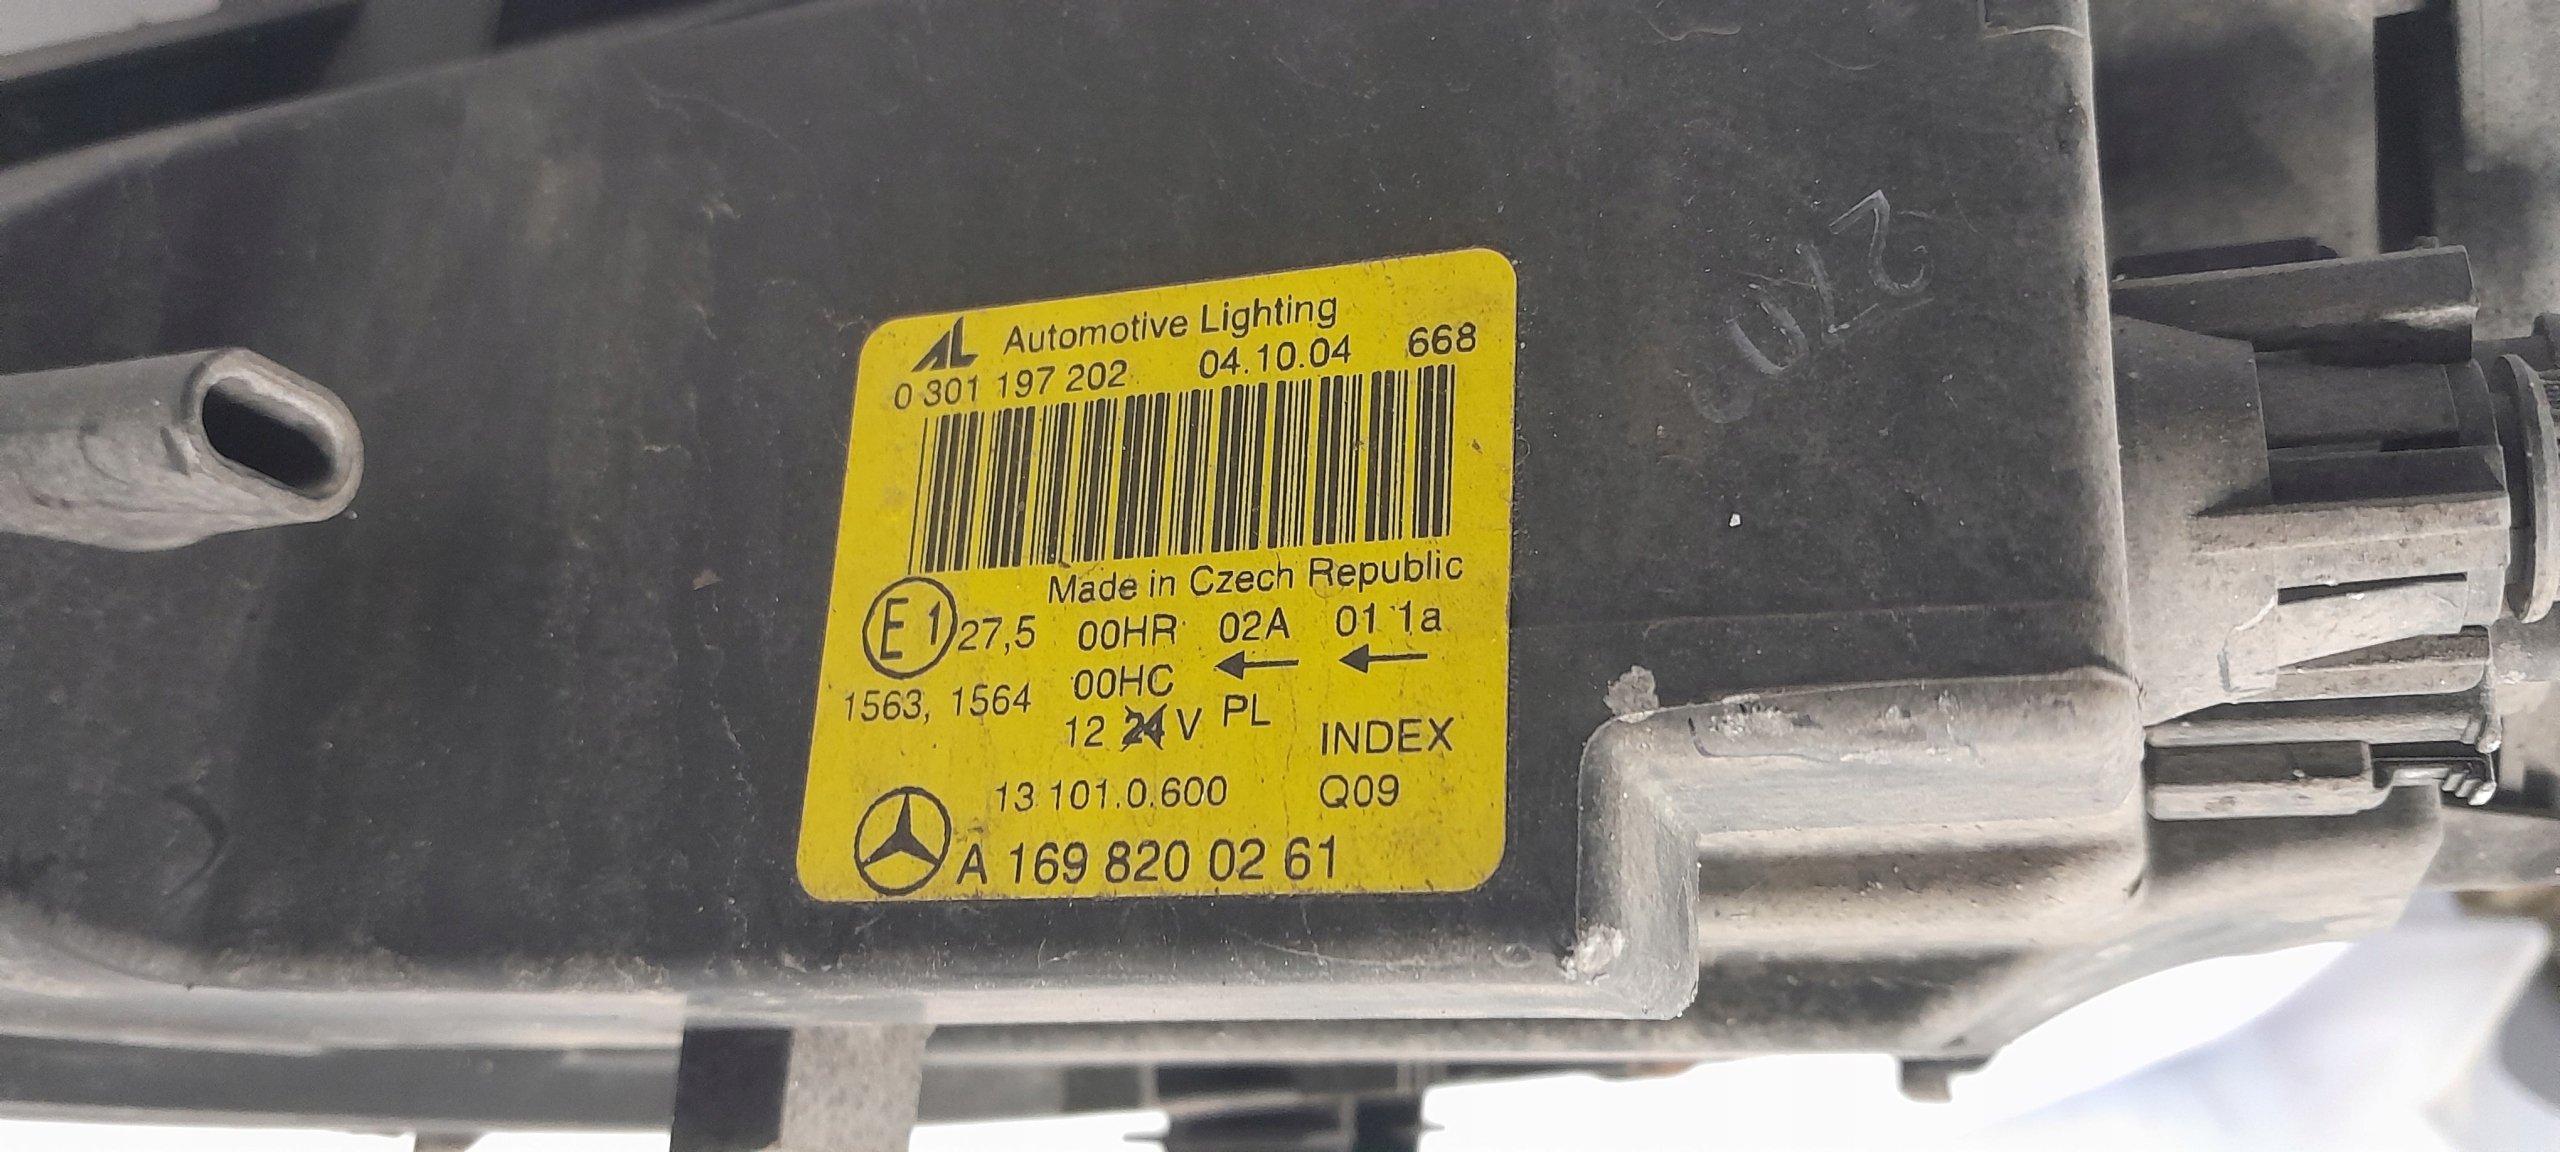 AL Automotive Lighting
0 301 197 202 04.10.04 668
Made in Czech Republic
E1 27,5 00HR 02A 01 1a
00HC ← ←
1563, 1564
12 24 V PL
INDEX
13 101.0.600 Q09
A 169 820 02 61